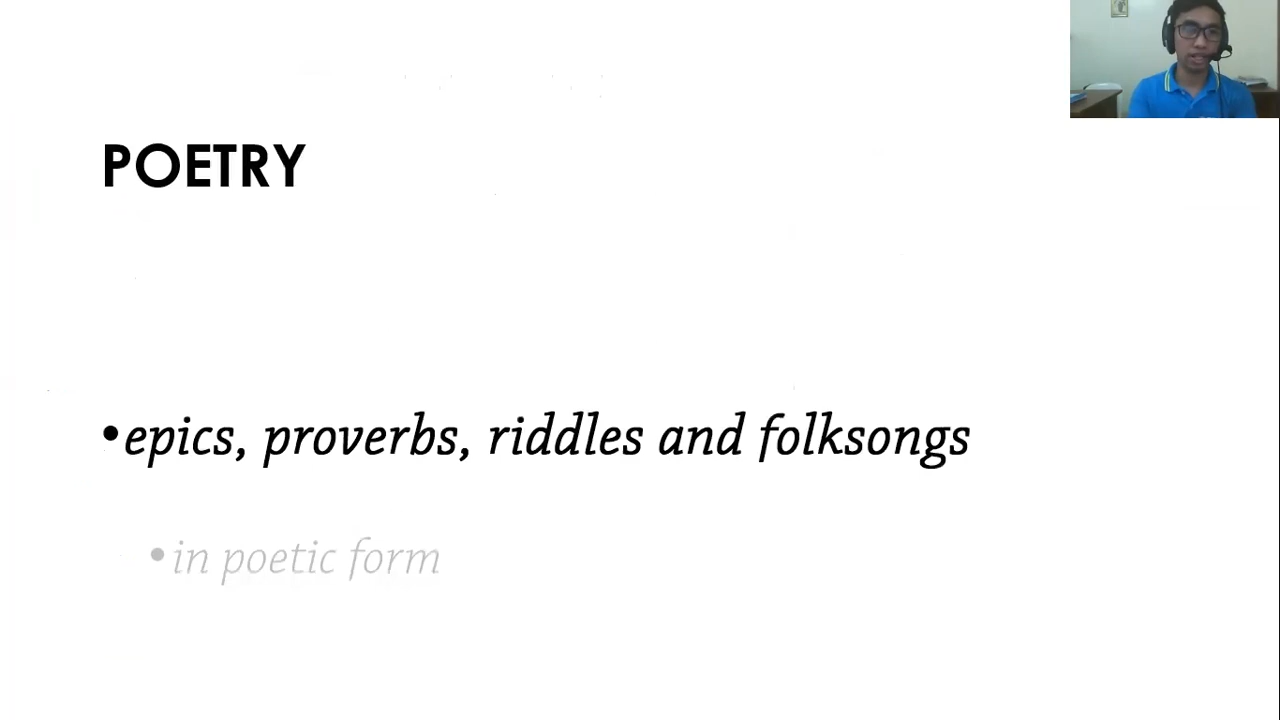 POETRY
•epics, proverbs, riddles and folksongs
•in poetic form